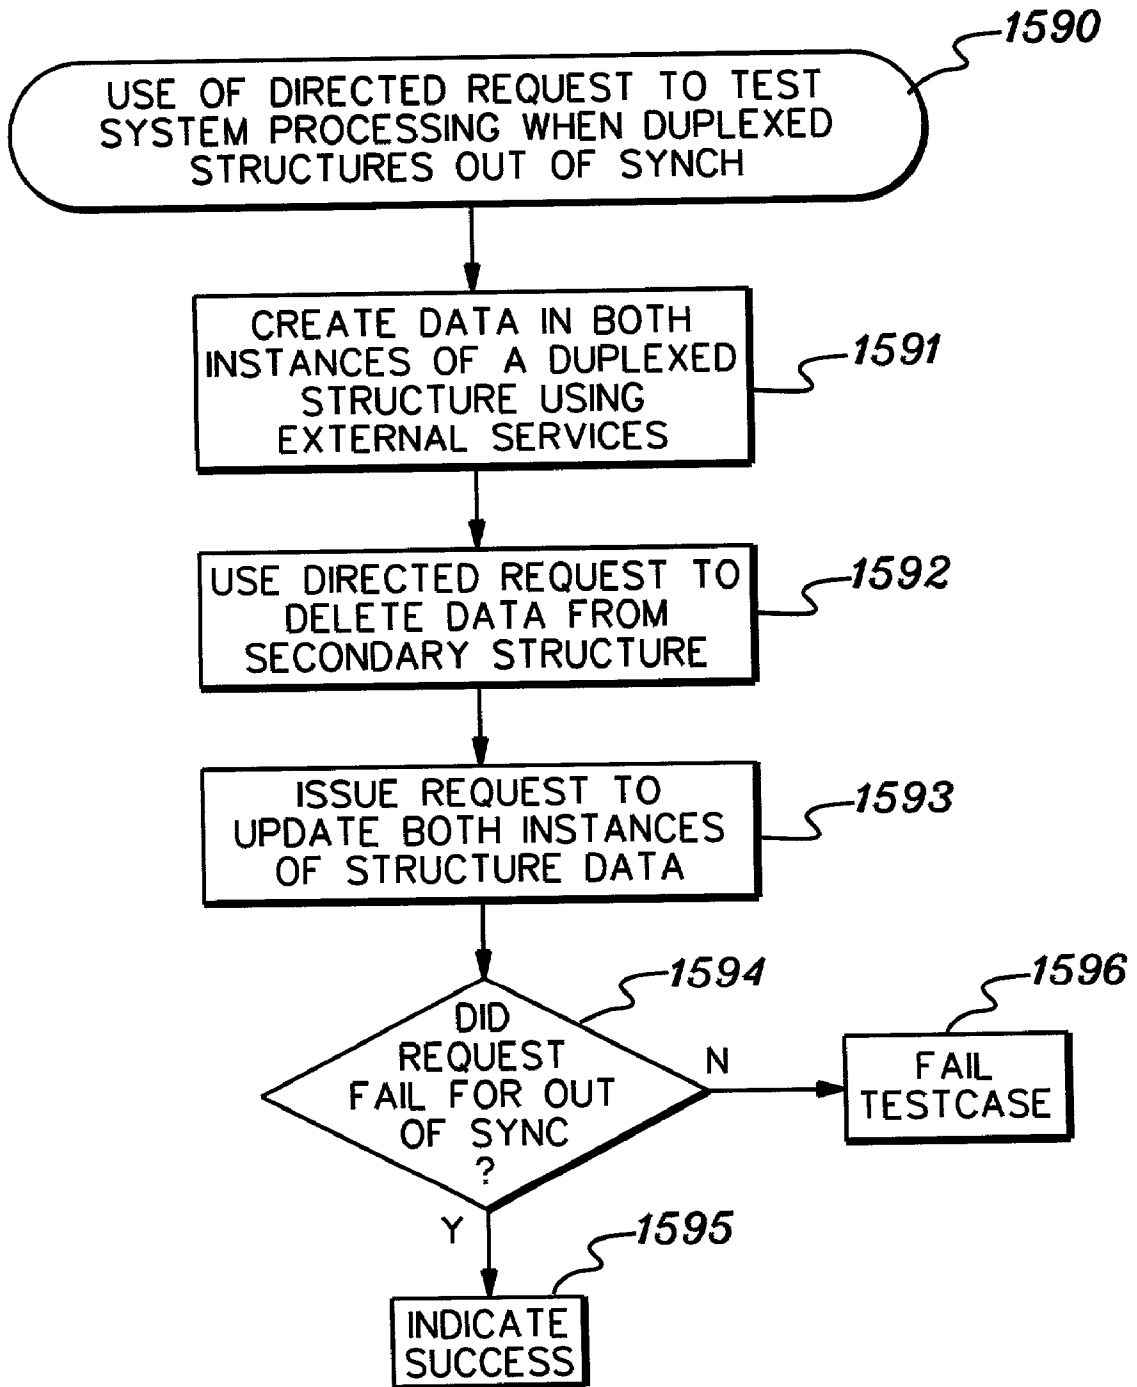 1590
USE OF DIRECTED REQUEST TO TEST
SYSTEM PROCESSING WHEN DUPLEXED
STRUCTURES OUT OF SYNCH
CREATE DATA IN BOTH
INSTANCES OF A DUPLEXED
STRUCTURE USING
EXTERNAL SERVICES
1591
USE DIRECTED REQUEST TO
DELETE DATA FROM
SECONDARY STRUCTURE
1592
ISSUE REQUEST TO
UPDATE BOTH INSTANCES
OF STRUCTURE DATA
1593
DID
REQUEST
FAIL FOR OUT
OF SYNC
?
1594
N
1596
FAIL
TESTCASE
Y
1595
INDICATE
SUCCESS